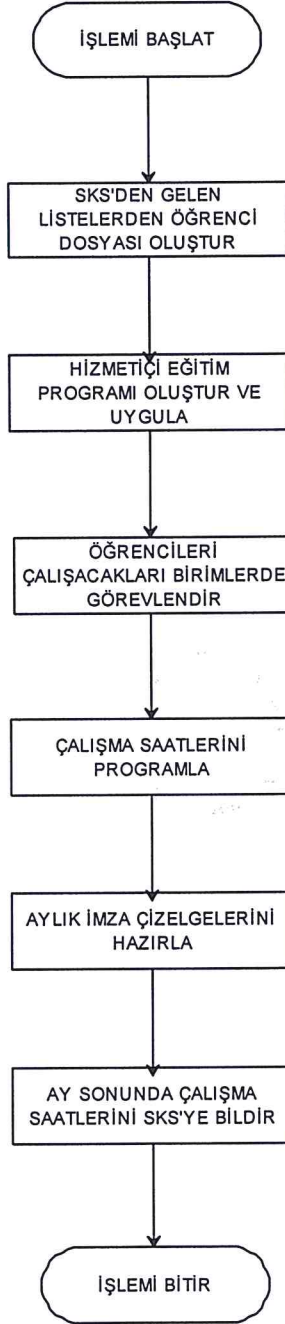 İŞLEMİ BAŞLAT
SKS'DEN GELEN
LİSTELERDEN ÖĞRENCİ
DOSYASI OLUŞTUR
HİZMETİÇİ EĞİTİM
PROGRAMI OLUŞTUR VE
UYGULA
ÖĞRENCİLERİ
ÇALIŞACAKLARI BİRİMLERDE
GÖREVLENDİR
ÇALIŞMA SAATLERİNİ
PROGRAMLA
AYLIK İMZA ÇİZELGELERİNİ
HAZIRLA
AY SONUNDA ÇALIŞMA
SAATLERİNİ SKS'YE BİLDİR
İŞLEMİ BİTİR